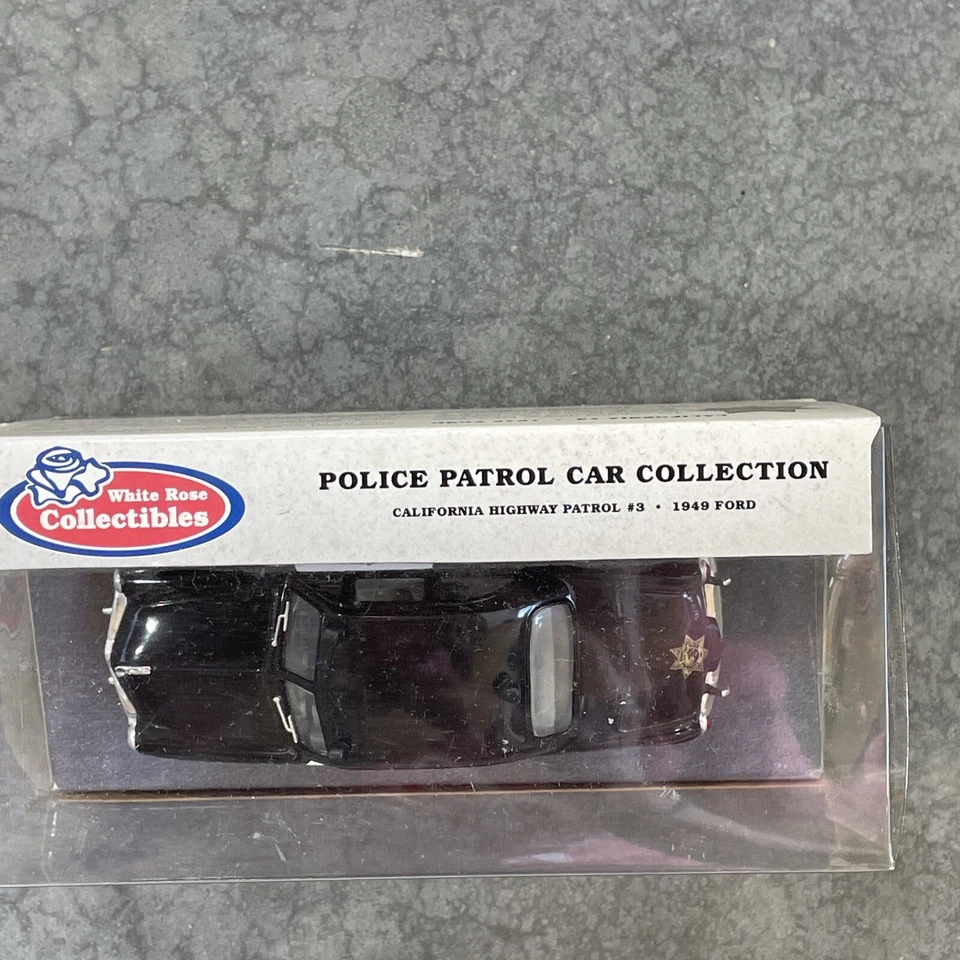 White Rose
Collectibles
POLICE PATROL CAR COLLECTION
CALIFORNIA HIGHWAY PATROL #3 • 1949 FORD